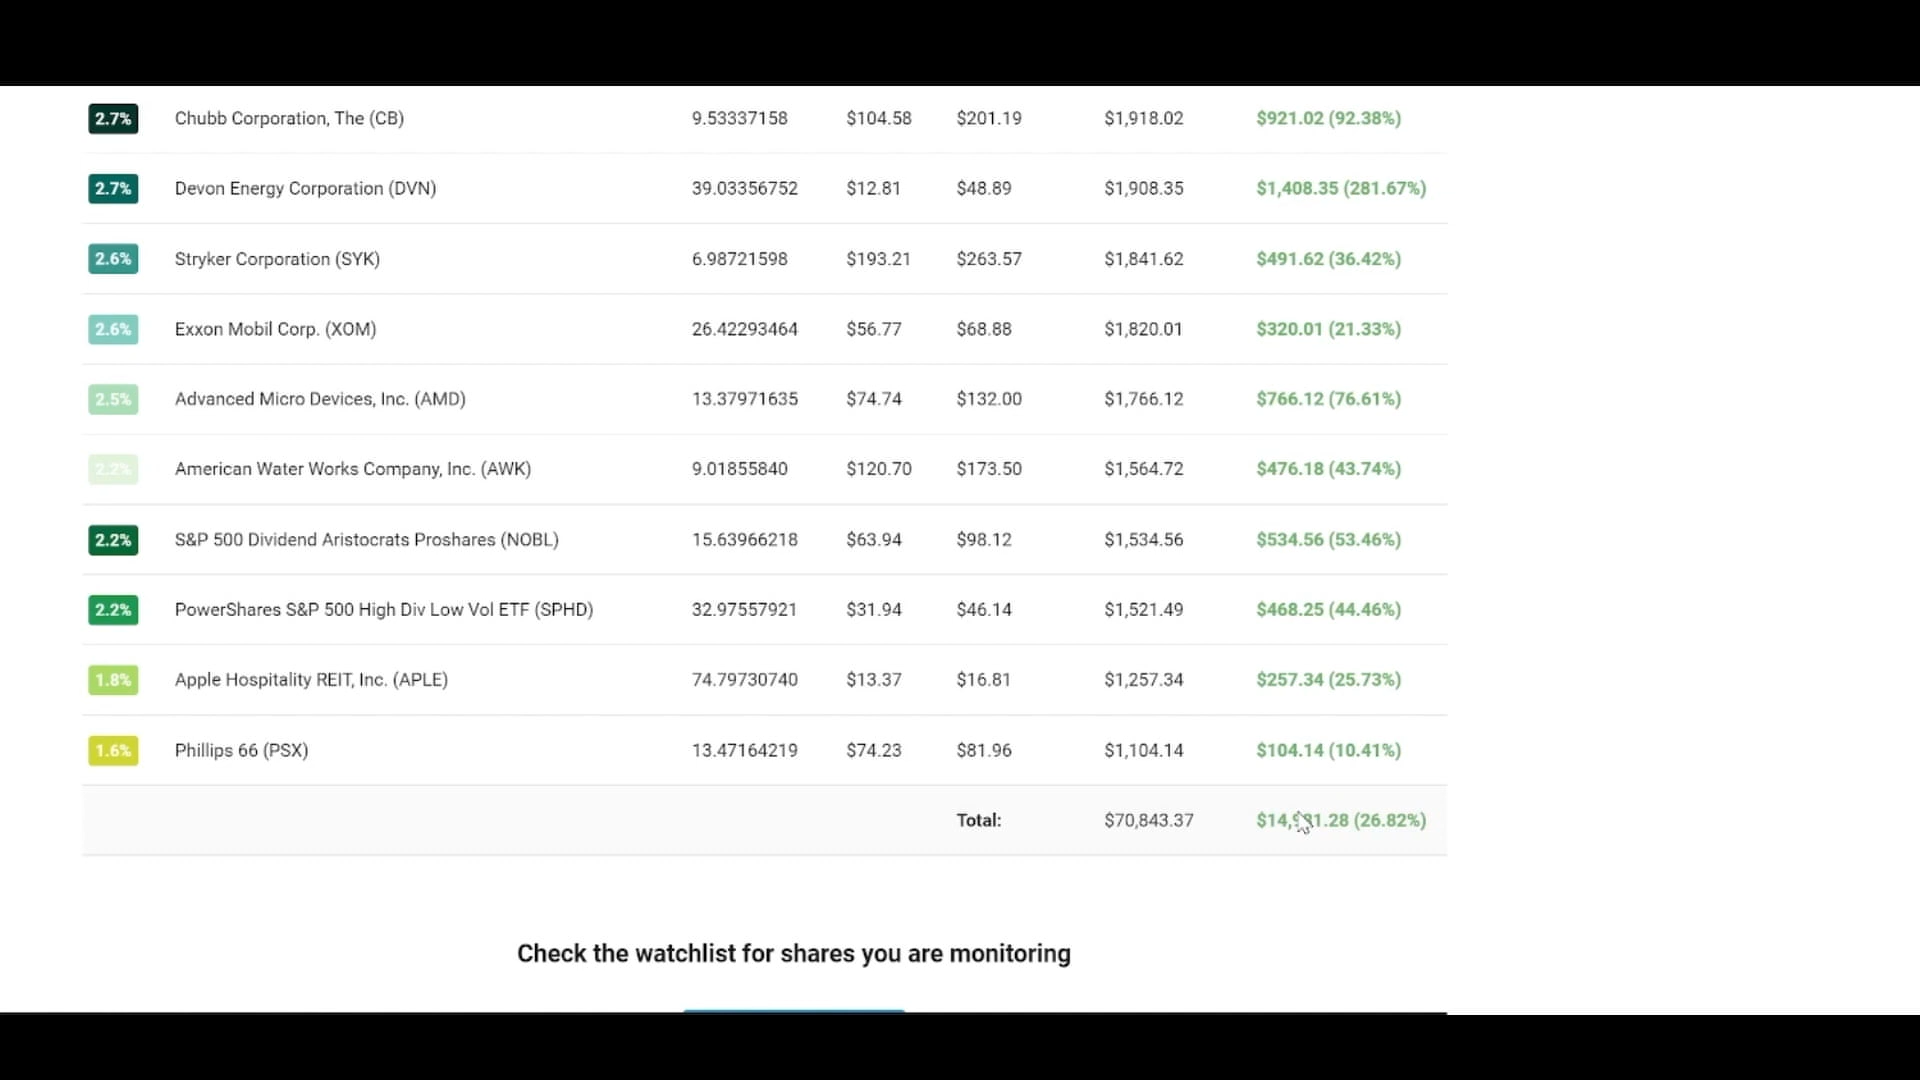 2.7% Chubb Corporation, The (CB) 9.53337158 $104.58 $201.19 $1,918.02 $921.02 (92.38%)
2.7% Devon Energy Corporation (DVN) 39.03356752 $12.81 $48.89 $1,908.35 $1,408.35 (281.67%)
2.6% Stryker Corporation (SYK) 6.98721598 $193.21 $263.57 $1,841.62 $491.62 (36.42%)
2.6% Exxon Mobil Corp. (XOM) 26.42293464 $56.77 $68.88 $1,820.01 $320.01 (21.33%)
2.5% Advanced Micro Devices, Inc. (AMD) 13.37971635 $74.74 $132.00 $1,766.12 $766.12 (76.61%)
2.2% American Water Works Company, Inc. (AWK) 9.01855840 $120.70 $173.50 $1,564.72 $476.18 (43.74%)
2.2% S&P 500 Dividend Aristocrats Proshares (NOBL) 15.63966218 $63.94 $98.12 $1,534.56 $534.56 (53.46%)
2.2% PowerShares S&P 500 High Div Low Vol ETF (SPHD) 32.97557921 $31.94 $46.14 $1,521.49 $468.25 (44.46%)
1.8% Apple Hospitality REIT, Inc. (APLE) 74.79730740 $13.37 $16.81 $1,257.34 $257.34 (25.73%)
1.6% Phillips 66 (PSX) 13.47164219 $74.23 $81.96 $1,104.14 $104.14 (10.41%)
Total: $70,843.37 (26.82%)
Check the watchlist for shares you are monitoring